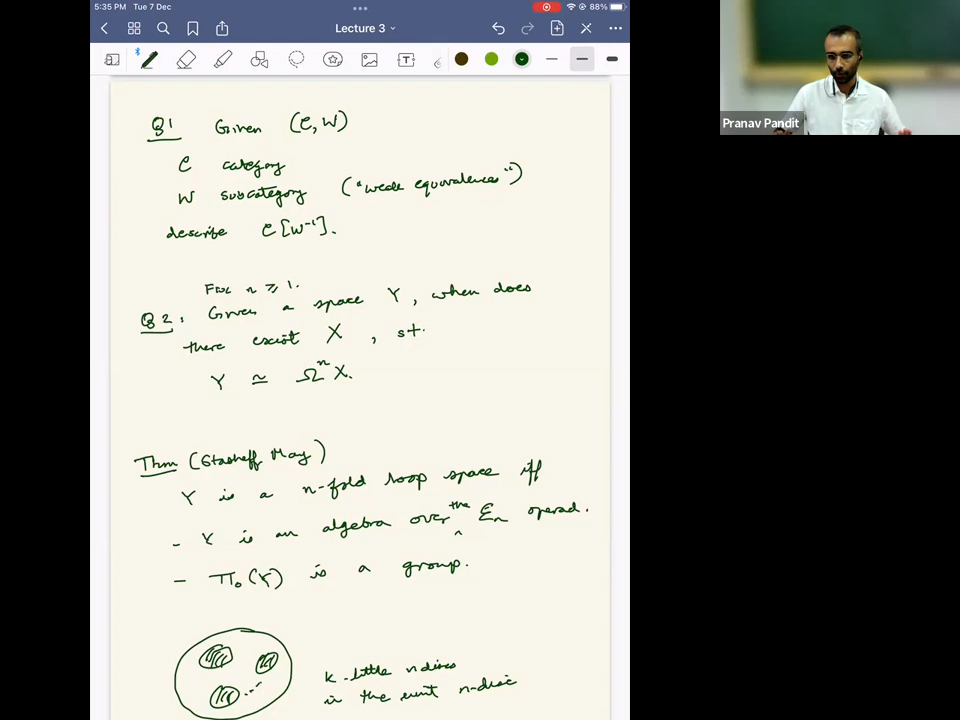 5:35 PM Tue 7 Dec
88%
Lecture 3
Pranav Pandit
Q1 Given (C, W)
C category
W subcategory ("weak equivalences")
describe C[W⁻¹].
For n ≥ 1.
Q2: Given a space Y, when does
there exist X, st.
Y ≃ Ωⁿ X.
Thm (Stasheff May)
Y is a n-fold loop space iff
- Y is an algebra over the Eₙ operad.
- π₀(Y) is a group.
k-little n discs
in the unit n-disc